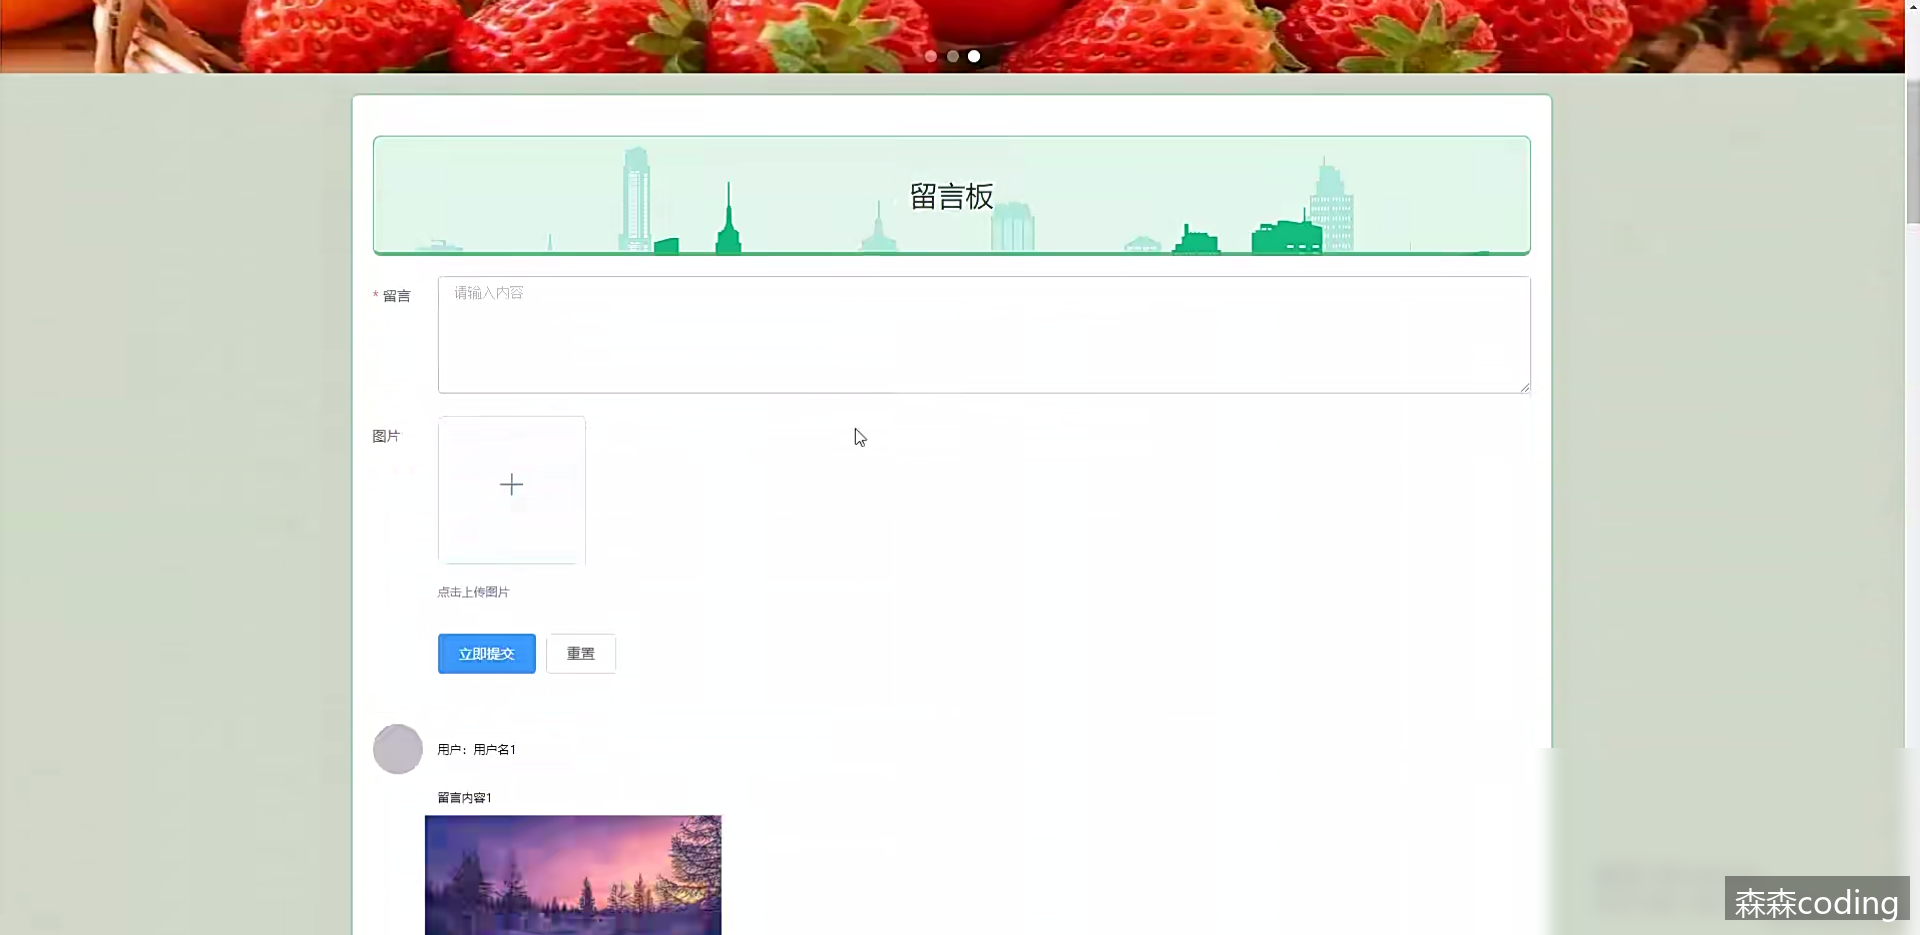 留言板
* 留言
请输入内容
图片
点击上传图片
立即提交
重置
用户：用户名1
留言内容1
森森coding